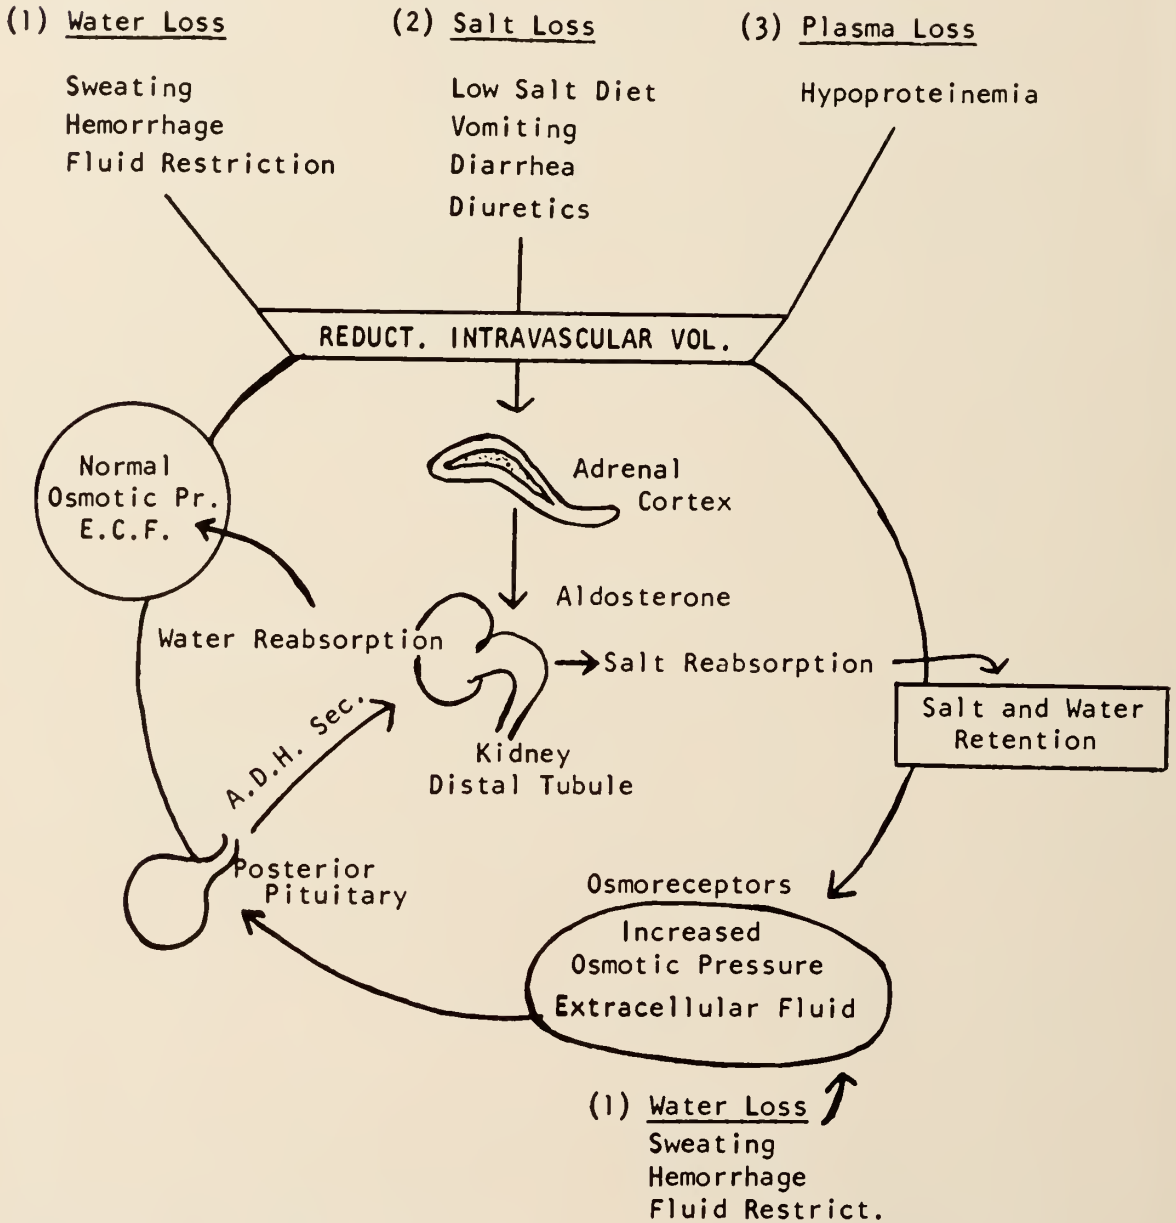 (1) Water Loss
Sweating
Hemorrhage
Fluid Restriction
(2) Salt Loss
Low Salt Diet
Vomiting
Diarrhea
Diuretics
(3) Plasma Loss
Hypoproteinemia
REDUCT. INTRAVASCULAR VOL.
Normal
Osmotic Pr.
E.C.F.
Adrenal
Cortex
Aldosterone
Water Reabsorption
Salt Reabsorption
Salt and Water
Retention
Kidney
Distal Tubule
A.D.H. Sec.
Posterior
Pituitary
Osmoreceptors
Increased
Osmotic Pressure
Extracellular Fluid
(1) Water Loss
Sweating
Hemorrhage
Fluid Restrict.